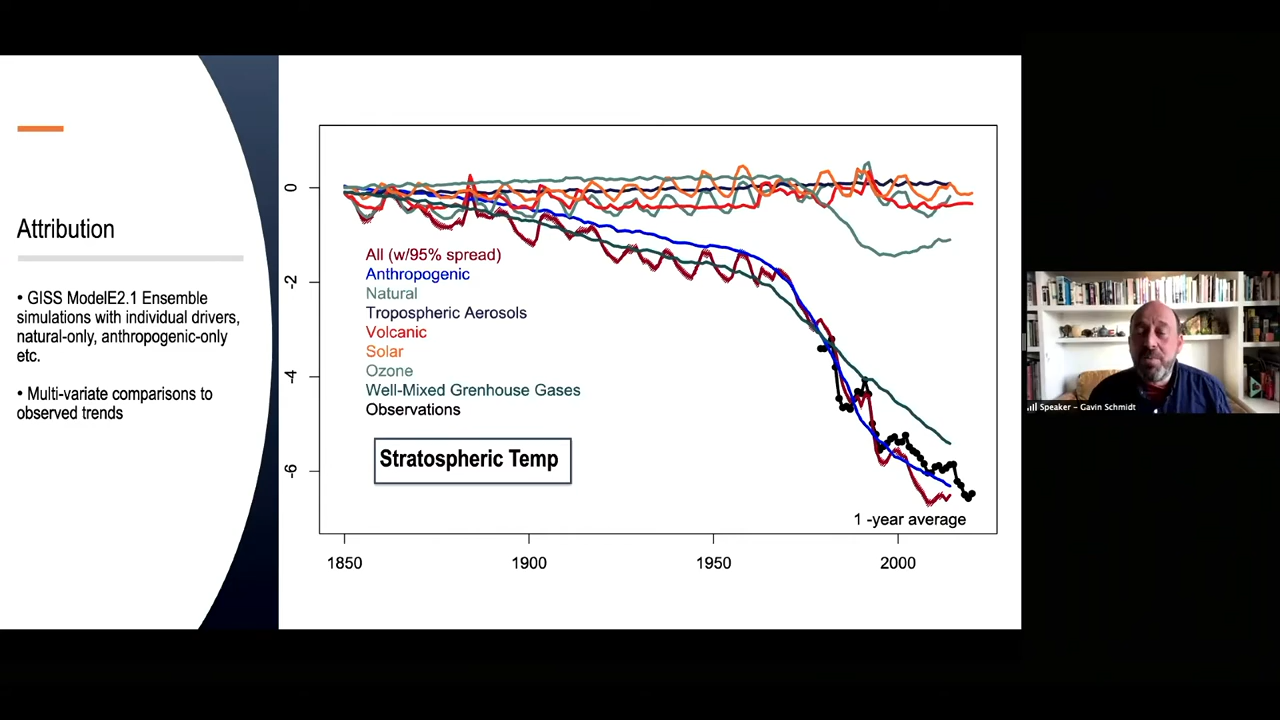 Attribution
• GISS ModelE2.1 Ensemble
simulations with individual drivers,
natural-only, anthropogenic-only
etc.
• Multi-variate comparisons to
observed trends
0
-2
-4
-6
All (w/95% spread)
Anthropogenic
Natural
Tropospheric Aerosols
Volcanic
Solar
Ozone
Well-Mixed Grenhouse Gases
Observations
Stratospheric Temp
1 -year average
1850
1900
1950
2000
Speaker – Gavin Schmidt